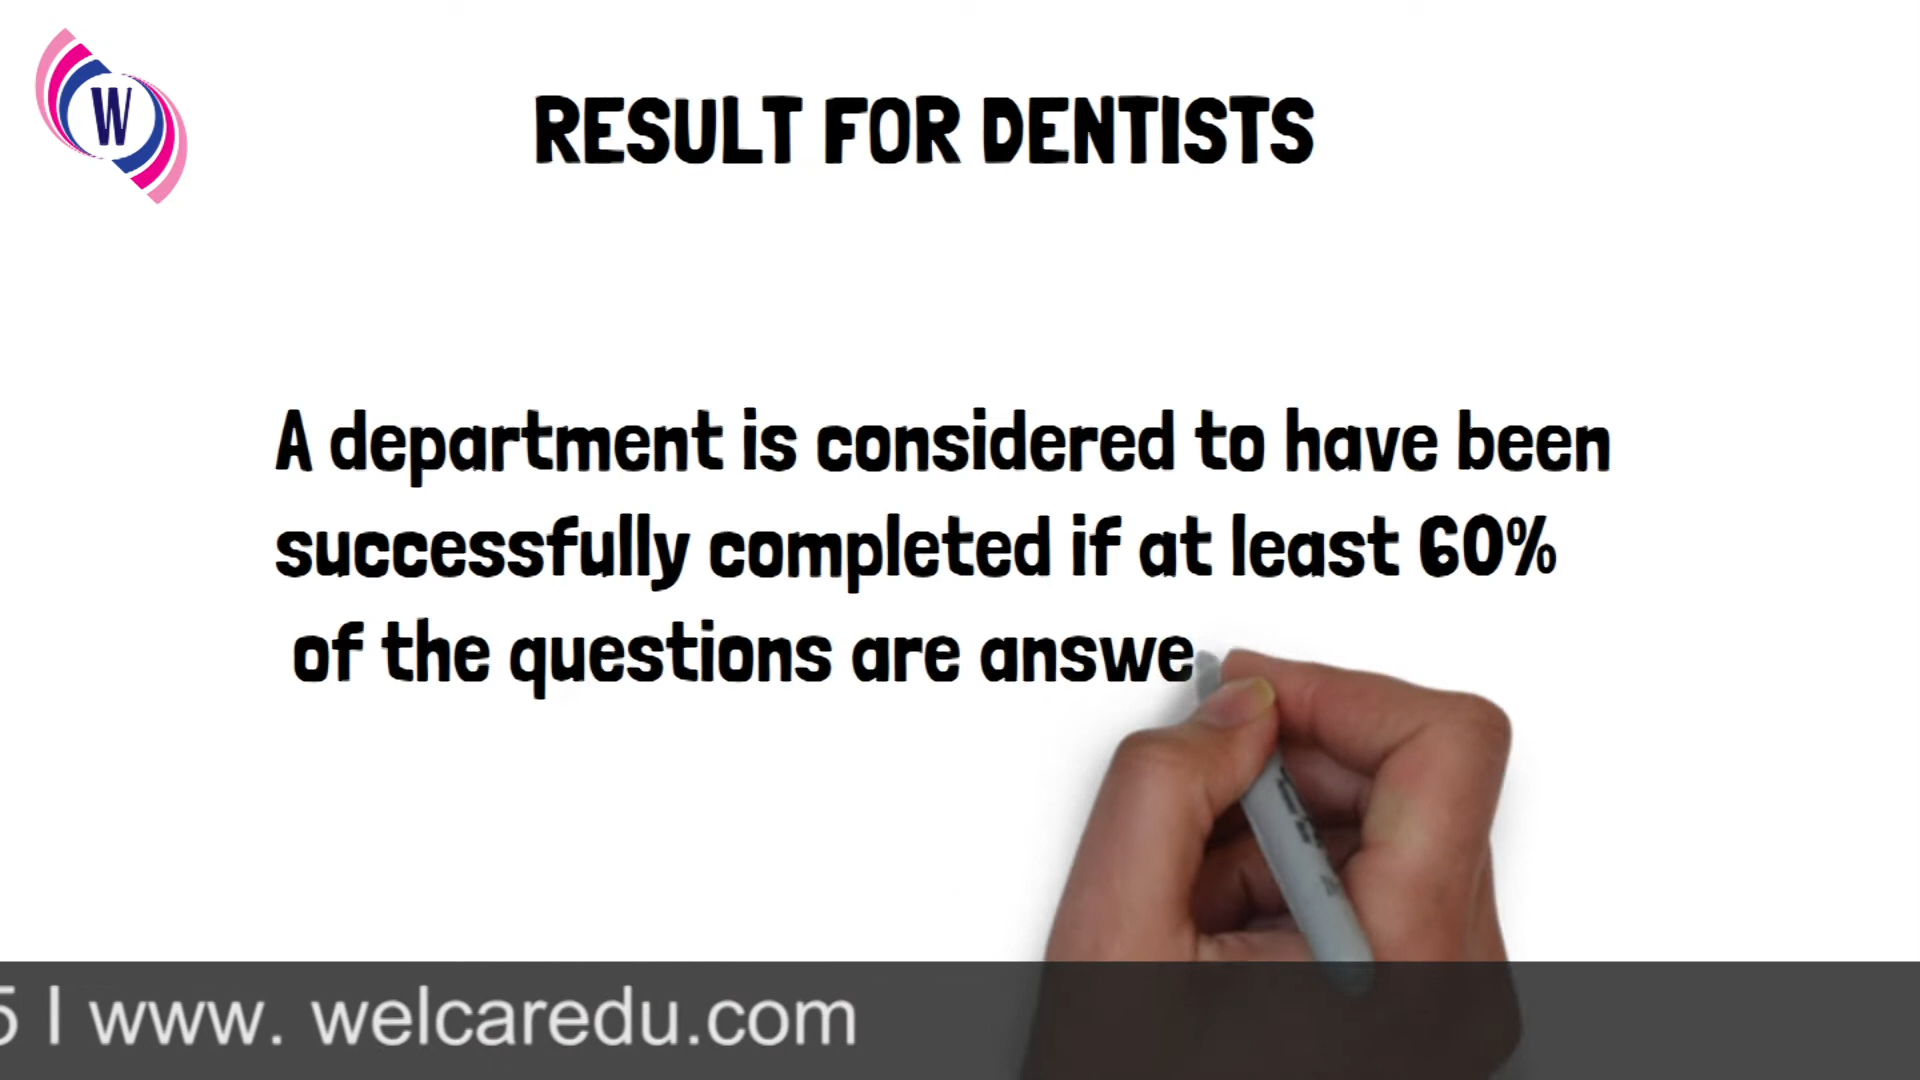 W
RESULT FOR DENTISTS
A department is considered to have been
successfully completed if at least 60%
of the questions are answe
5 | www. welcaredu.com